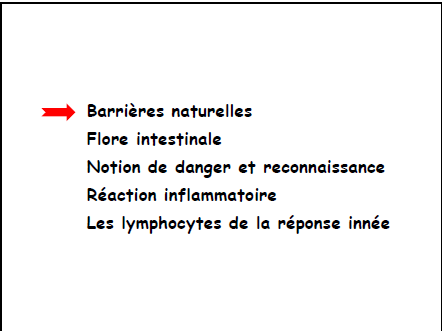 Barrières naturelles
Flore intestinale
Notion de danger et reconnaissance
Réaction inflammatoire
Les lymphocytes de la réponse innée